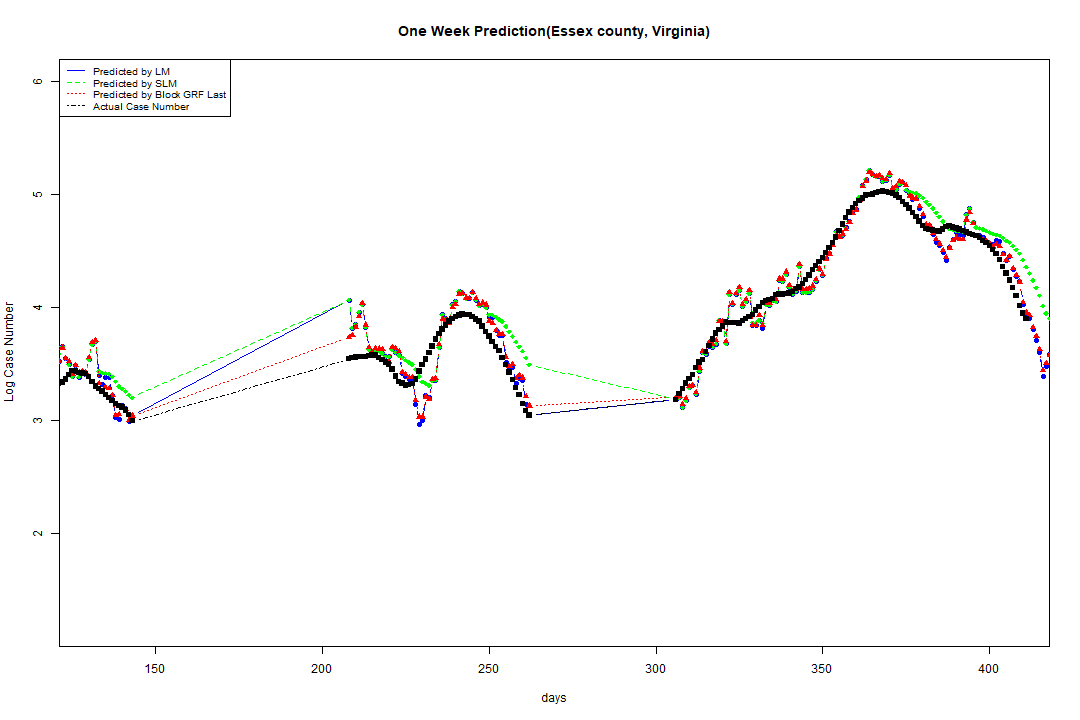 One Week Prediction(Essex county, Virginia)
Predicted by LM
Predicted by SLM
Predicted by Block GRF Last
Actual Case Number
6
5
4
3
2
Log Case Number
150 200 250 300 350 400
days